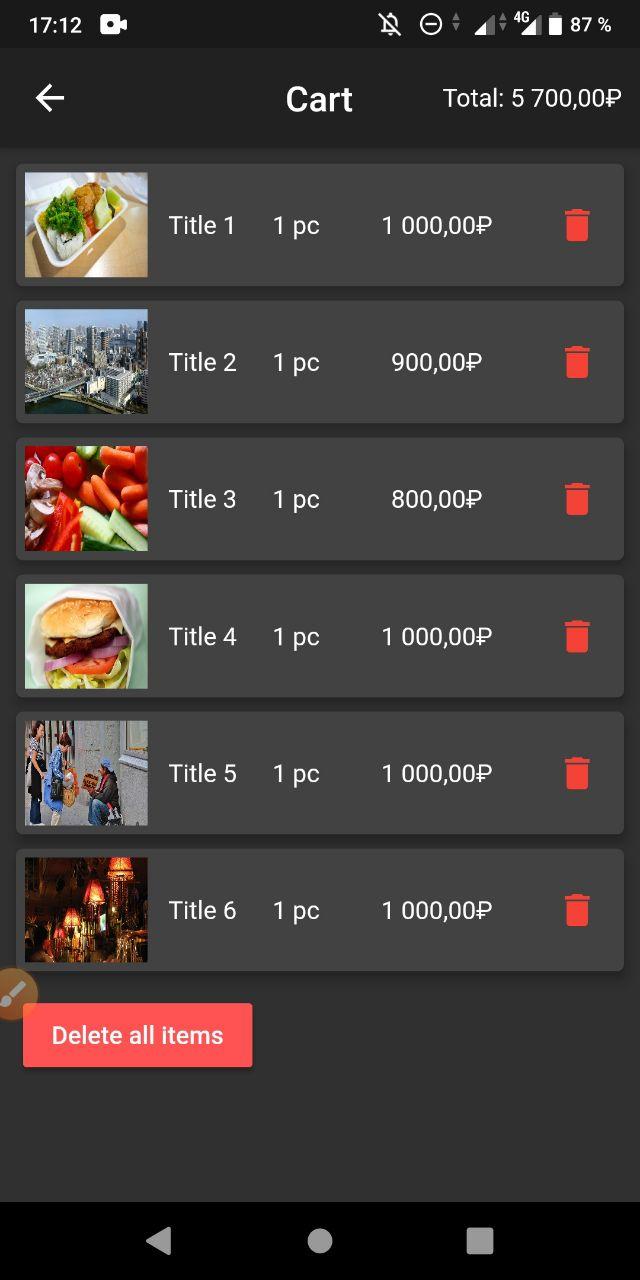 17:12 4G 87 %
Cart Total: 5 700,00₽
Title 1 1 pc 1 000,00₽
Title 2 1 pc 900,00₽
Title 3 1 pc 800,00₽
Title 4 1 pc 1 000,00₽
Title 5 1 pc 1 000,00₽
Title 6 1 pc 1 000,00₽
Delete all items